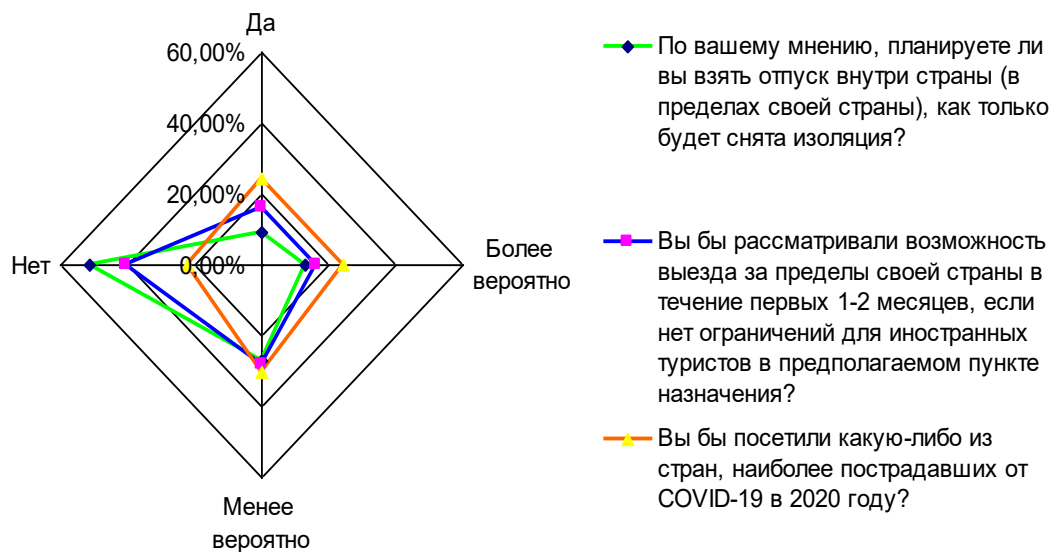 Да
60,00%
40,00%
20,00%
0,00%
Нет
Более
вероятно
Менее
вероятно
По вашему мнению, планируете ли
вы взять отпуск внутри страны (в
пределах своей страны), как только
будет снята изоляция?
Вы бы рассматривали возможность
выезда за пределы своей страны в
течение первых 1-2 месяцев, если
нет ограничений для иностранных
туристов в предполагаемом пункте
назначения?
Вы бы посетили какую-либо из
стран, наиболее пострадавших от
COVID-19 в 2020 году?